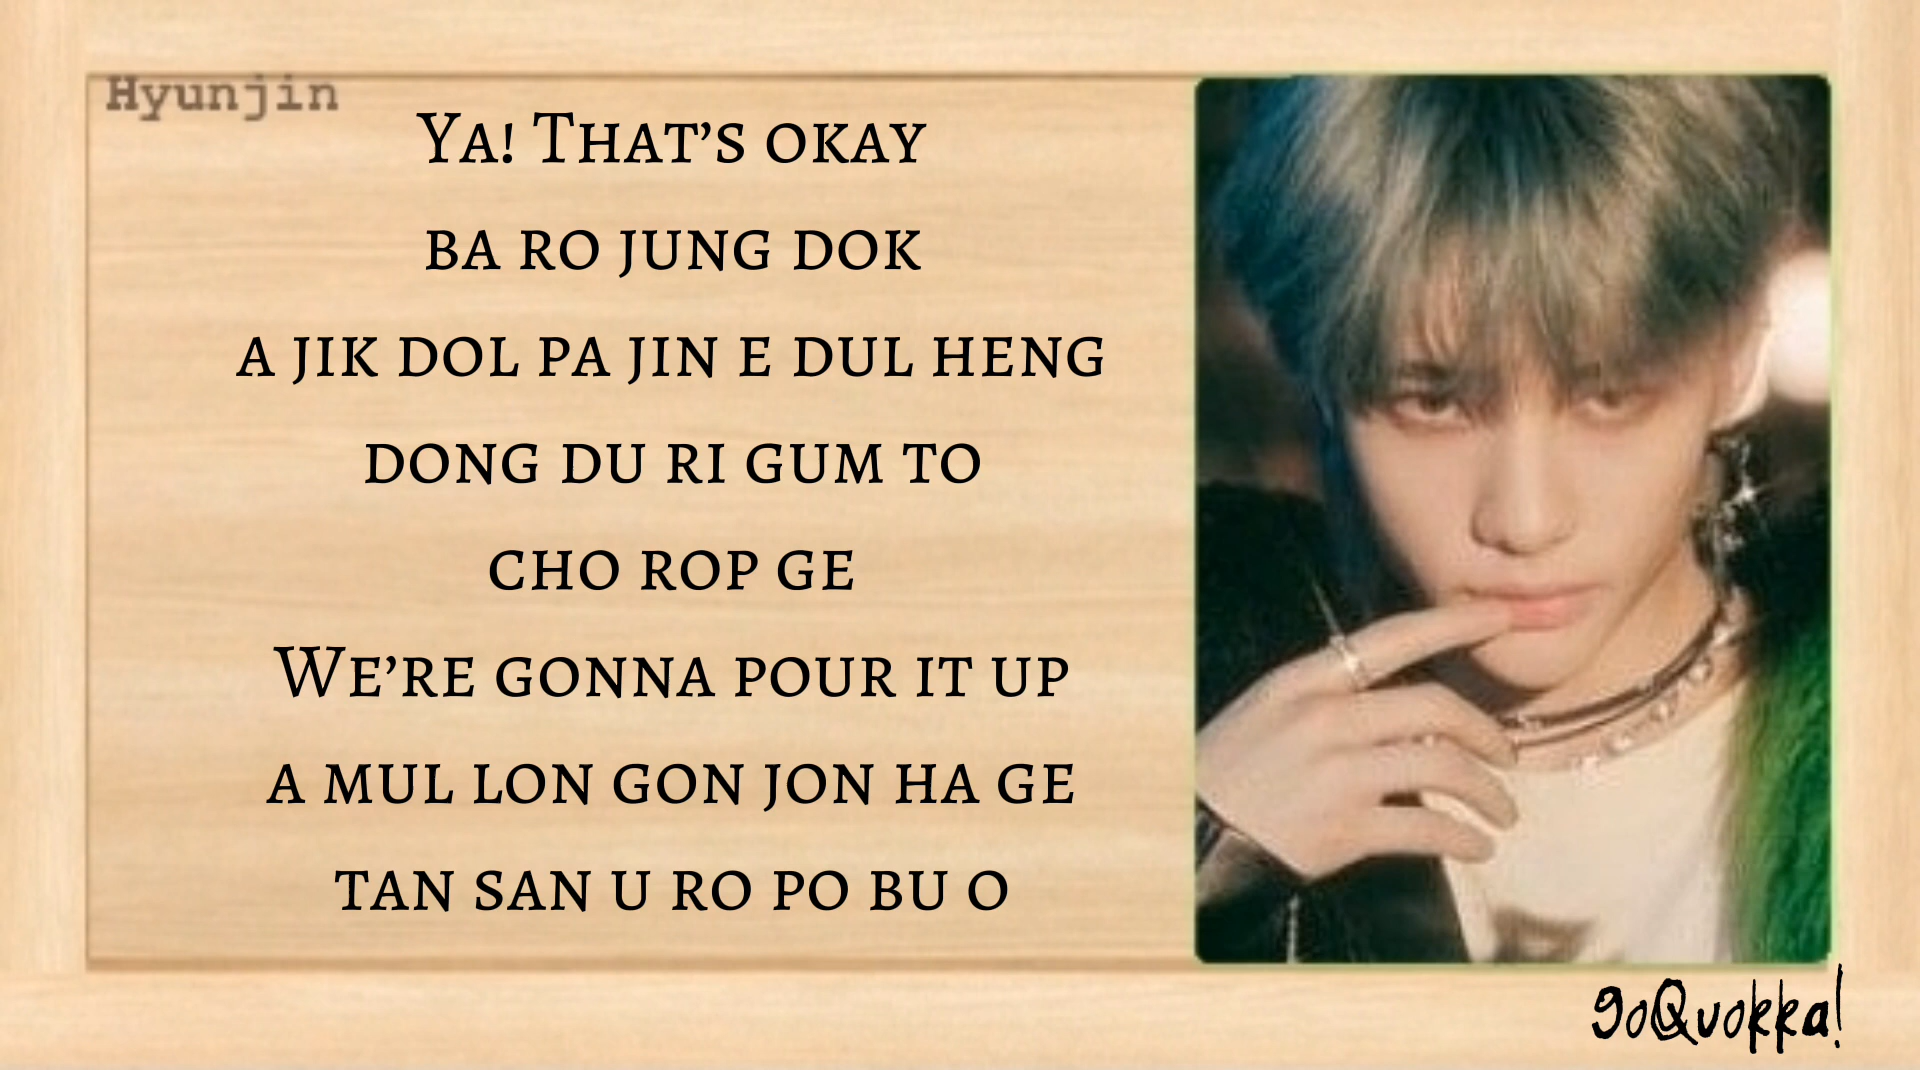 Hyunjin
Ya! That's okay
ba ro jung dok
a jik dol pa jin e dul heng
dong du ri gum to
cho rop ge
We're gonna pour it up
a mul lon gon jon ha ge
tan san u ro po bu o
goQuokka!